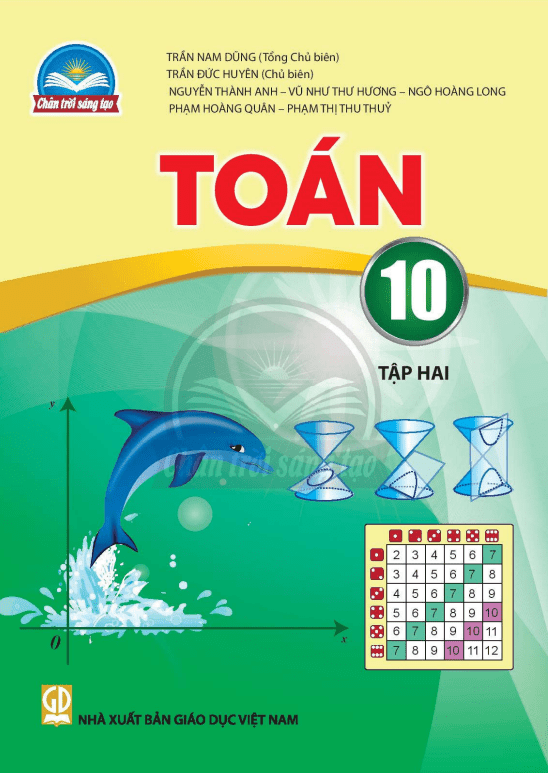 Chân trời sáng tạo
TRẦN NAM DŨNG (Tổng Chủ biên)
TRẦN ĐỨC HUYÊN (Chủ biên)
NGUYỄN THÀNH ANH – VŨ NHƯ THƯ HƯƠNG – NGÔ HOÀNG LONG
PHẠM HOÀNG QUÂN – PHẠM THỊ THU THUỶ
TOÁN
10
TẬP HAI
Chân trời sáng tạo
y
O
x
2 3 4 5 6 7
3 4 5 6 7 8
4 5 6 7 8 9
5 6 7 8 9 10
6 7 8 9 10 11
7 8 9 10 11 12
GD
NHÀ XUẤT BẢN GIÁO DỤC VIỆT NAM